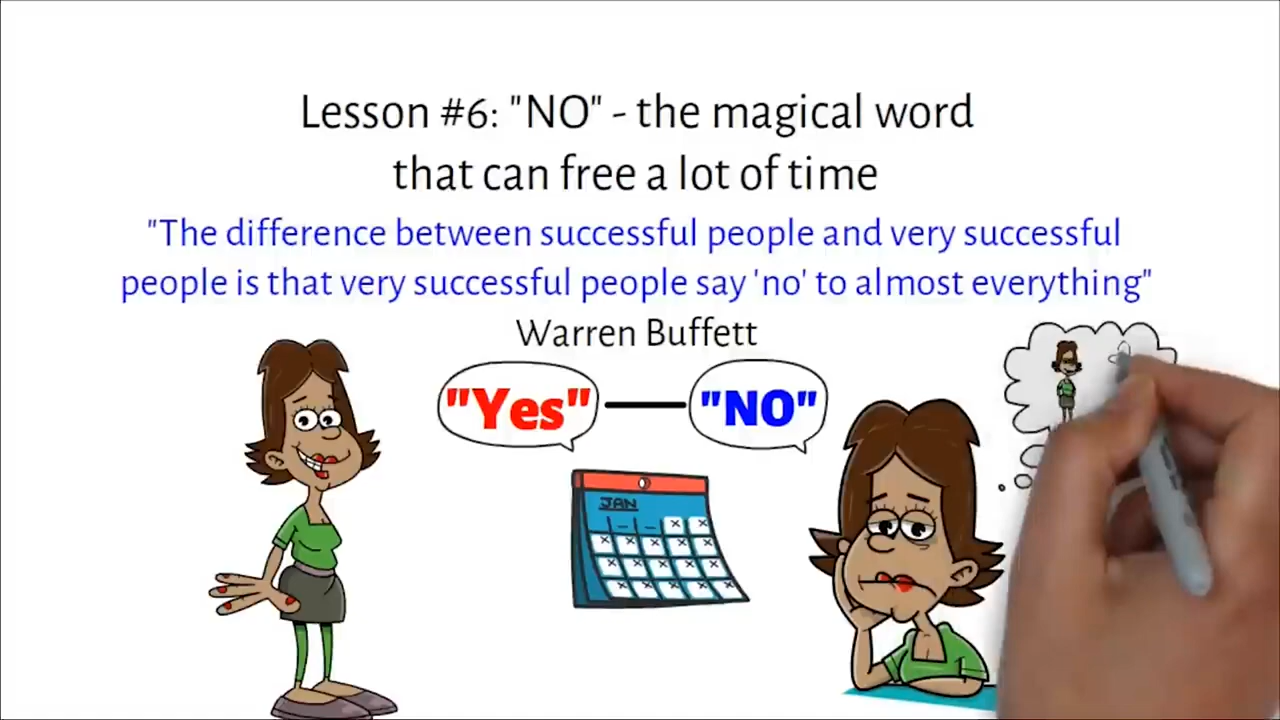 Lesson #6: "NO" - the magical word
that can free a lot of time
"The difference between successful people and very successful
people is that very successful people say 'no' to almost everything"
Warren Buffett
"Yes"
"NO"
JAN